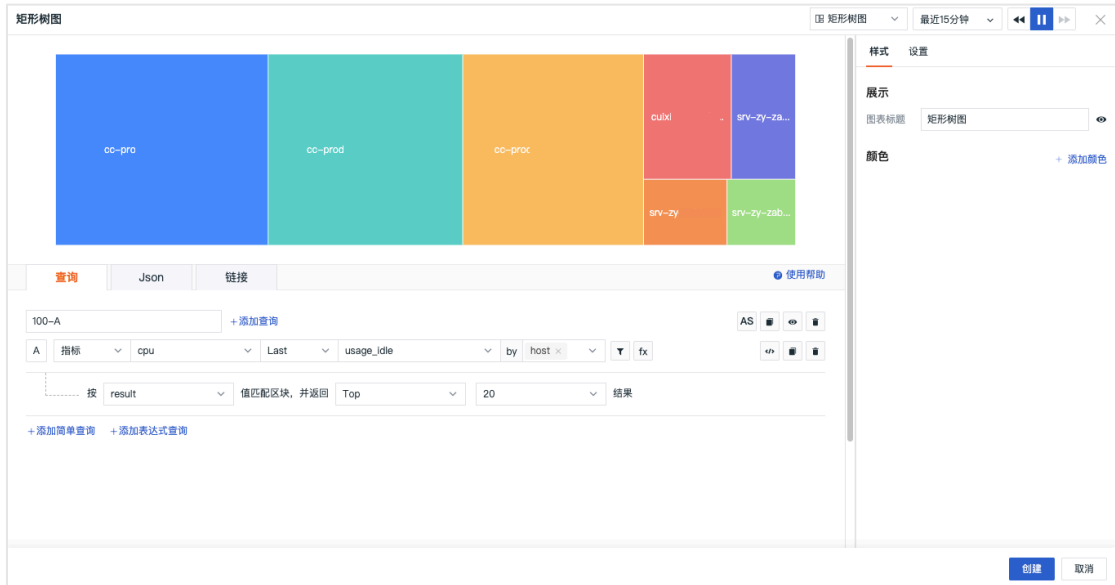 矩形树图
矩形树图 最近15分钟
样式 设置
展示
图表标题 矩形树图
颜色 + 添加颜色
cc-pro
cc-prod
cc-proc
cuixi
srv-zy-za...
srv-zy
srv-zy-zab...
查询 Json 链接 使用帮助
100-A +添加查询 AS
A 指标 cpu Last usage_idle by host × fx </>
按 result 值匹配区块，并返回 Top 20 结果
+添加简单查询 +添加表达式查询
创建 取消